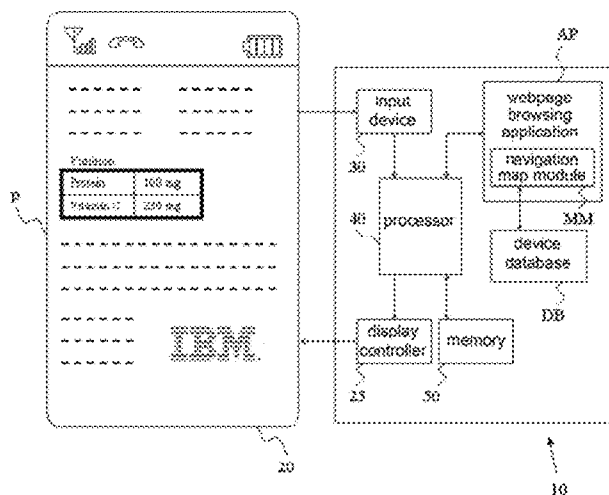 AP
input
device
webpage
browsing
application
30
navigation
map module
Protein
100 mg
Vitamin C
P
40
processor
MM
device
database
DB
IBM
display
controller
memory
25
50
20
10